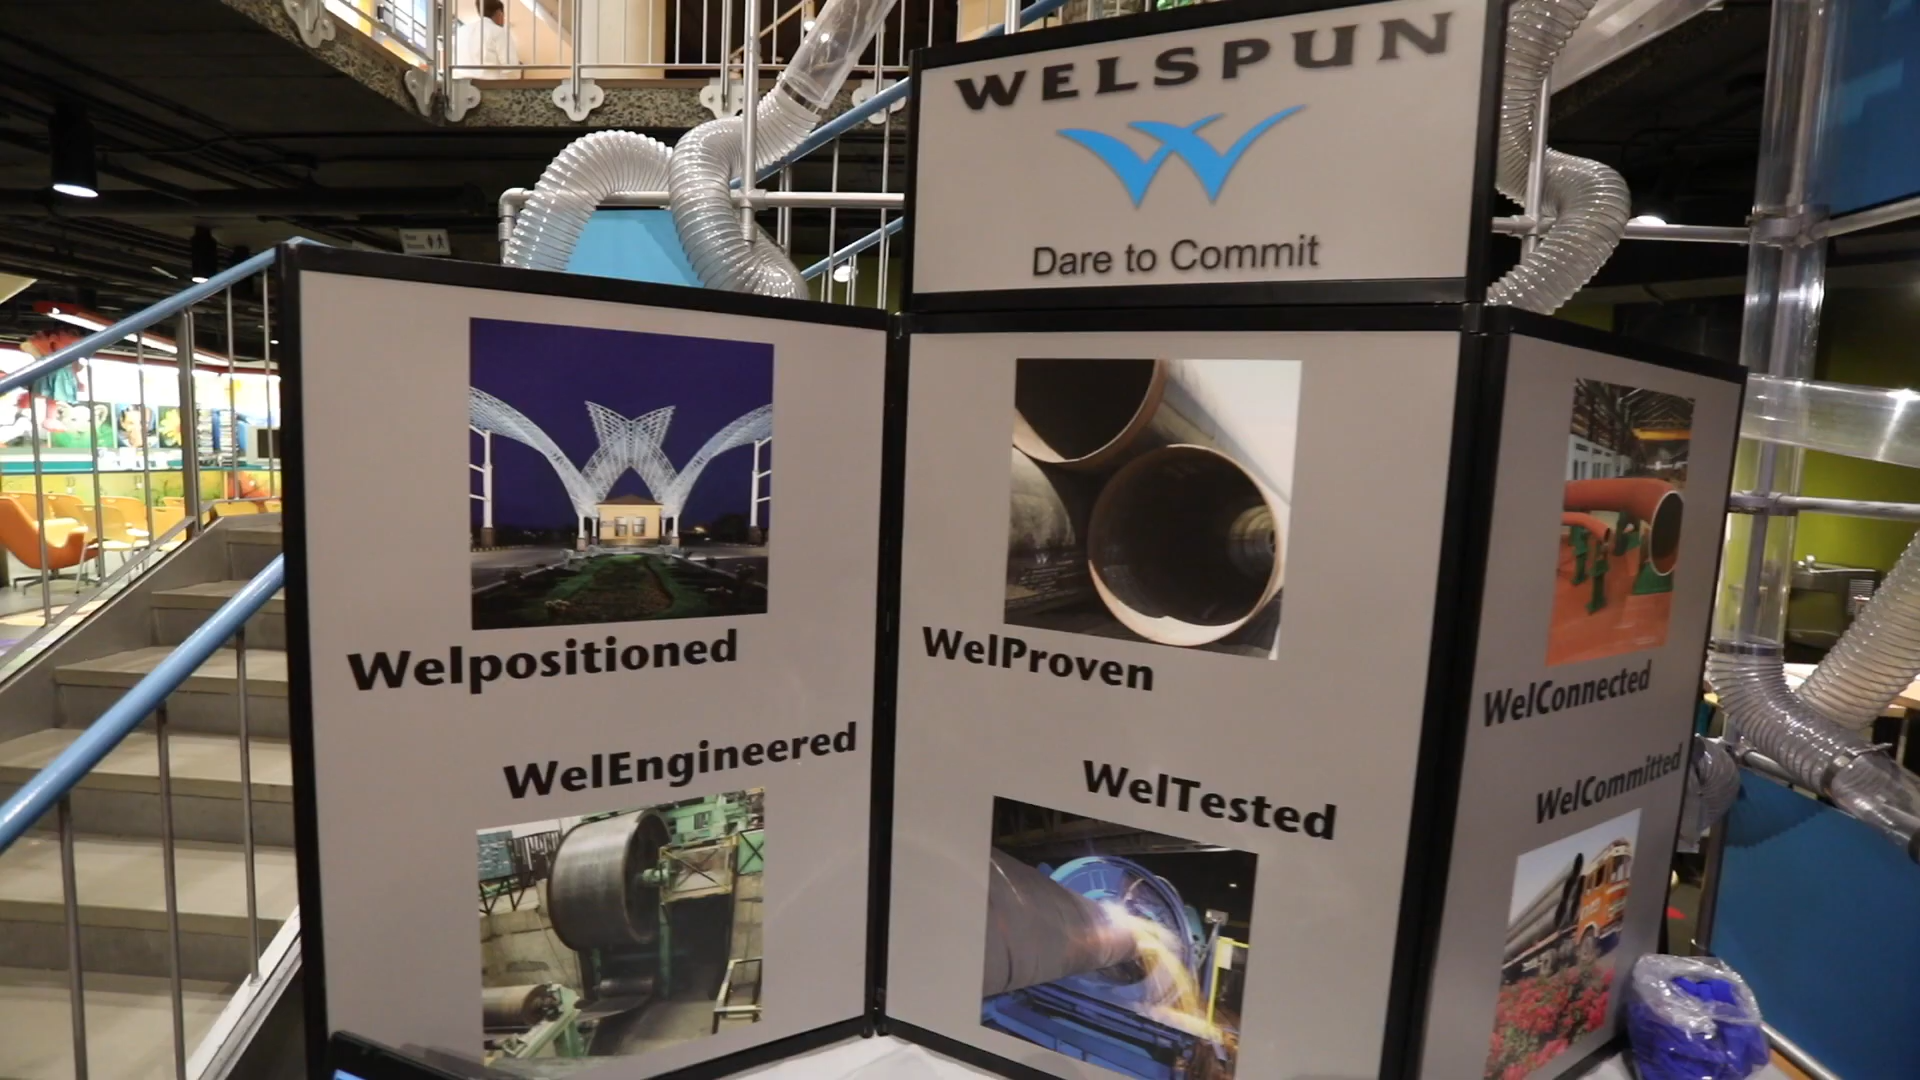 WELSPUN
Dare to Commit
Welpositioned
WelEngineered
WelProven
WelTested
WelConnected
WelCommitted